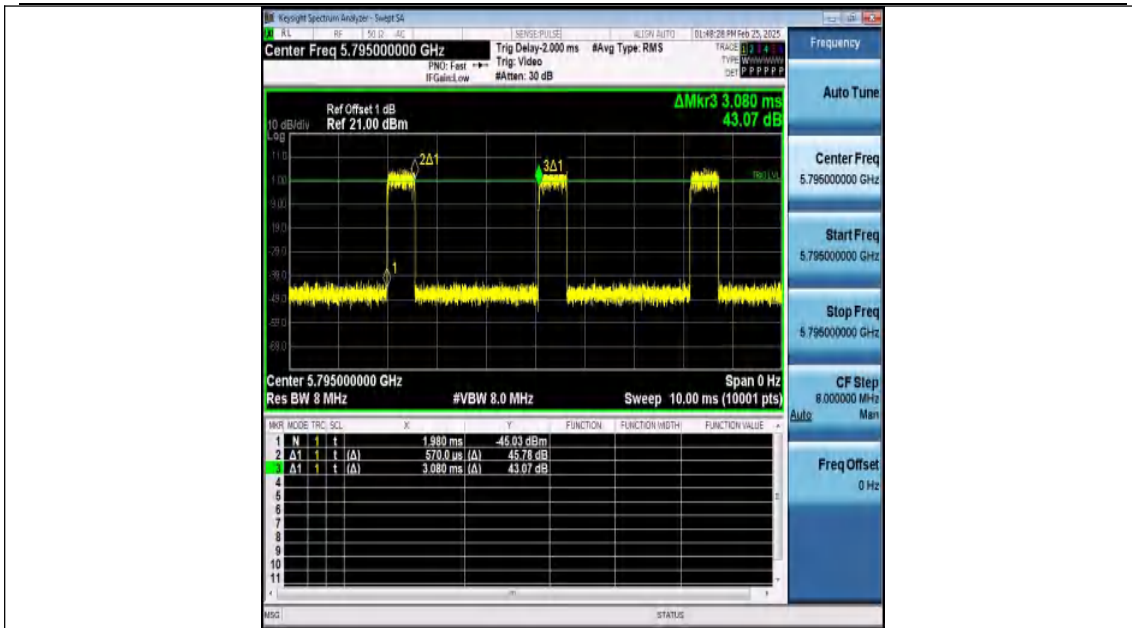 Keysight Spectrum Analyzer - Swept SA
RL RF 50 Ω AC SENSE:PULSE ALIGN AUTO 01:48:28 PM Feb 25, 2025
Center Freq 5.795000000 GHz
Trig Delay-2.000 ms #Avg Type: RMS
PNO: Fast Trig: Video
IFGain:Low #Atten: 30 dB
TRACE 1 2 3 4 5 6
TYPE
DET P P P P P P
Frequency
Auto Tune
ΔMkr3 3.080 ms
43.07 dB
Ref Offset 1 dB
10 dB/div Ref 21.00 dBm
Log
11.0
1.00
2Δ1
3Δ1
TRIG LVL
1
Center Freq
5.795000000 GHz
Start Freq
5.795000000 GHz
Stop Freq
5.795000000 GHz
CF Step
8.000000 MHz
Auto Man
Freq Offset
0 Hz
Center 5.795000000 GHz Span 0 Hz
Res BW 8 MHz #VBW 8.0 MHz Sweep 10.00 ms (10001 pts)
MKR MODE TRC SCL X Y FUNCTION FUNCTION WIDTH FUNCTION VALUE
1 N 1 t 1.980 ms -45.03 dBm
2 Δ1 1 t (Δ) 570.0 µs (Δ) 45.78 dB
3 Δ1 1 t (Δ) 3.080 ms (Δ) 43.07 dB
4
5
6
7
8
9
10
11
MSG STATUS